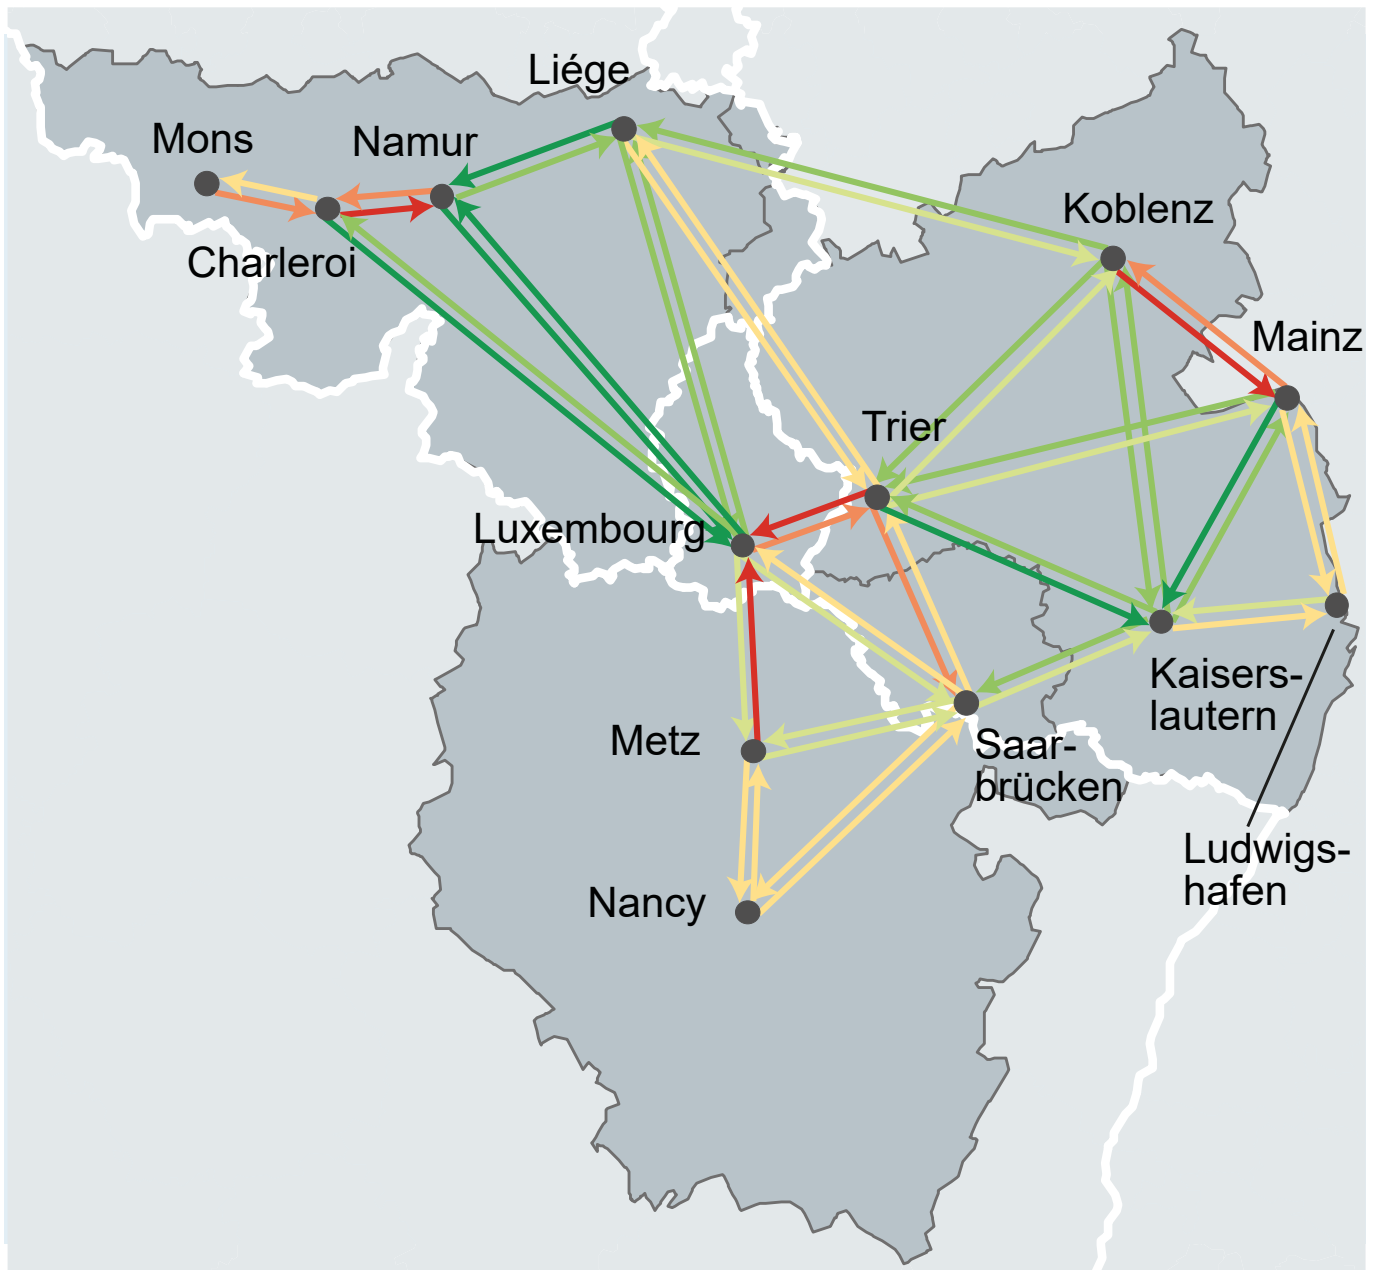 Liége
Mons
Namur
Koblenz
Charleroi
Mainz
Trier
Luxembourg
Kaisers-
lautern
Metz
Saar-
brücken
Ludwigs-
hafen
Nancy